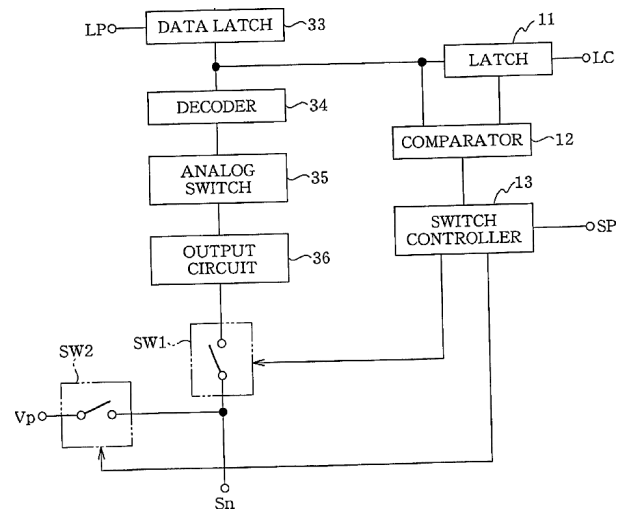 LP
DATA LATCH
33
11
LATCH
LC
DECODER
34
COMPARATOR
12
ANALOG
SWITCH
35
13
SWITCH
CONTROLLER
SP
OUTPUT
CIRCUIT
36
SW1
SW2
Vp
Sn